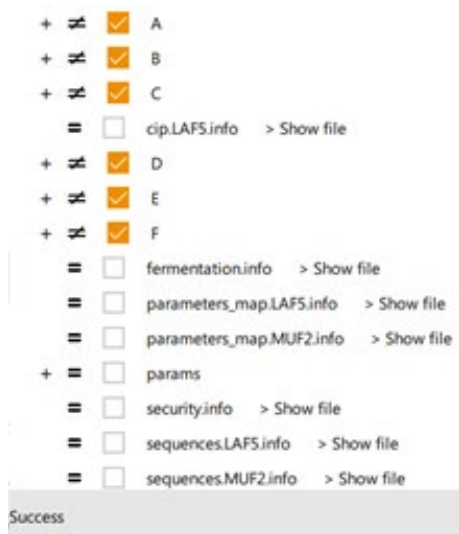 + ≠ A
+ ≠ B
+ ≠ C
= cip.LAF5.info > Show file
+ ≠ D
+ ≠ E
+ ≠ F
= fermentation.info > Show file
= parameters_map.LAF5.info > Show file
= parameters_map.MUF2.info > Show file
+ = params
= security.info > Show file
= sequences.LAF5.info > Show file
= sequences.MUF2.info > Show file
Success